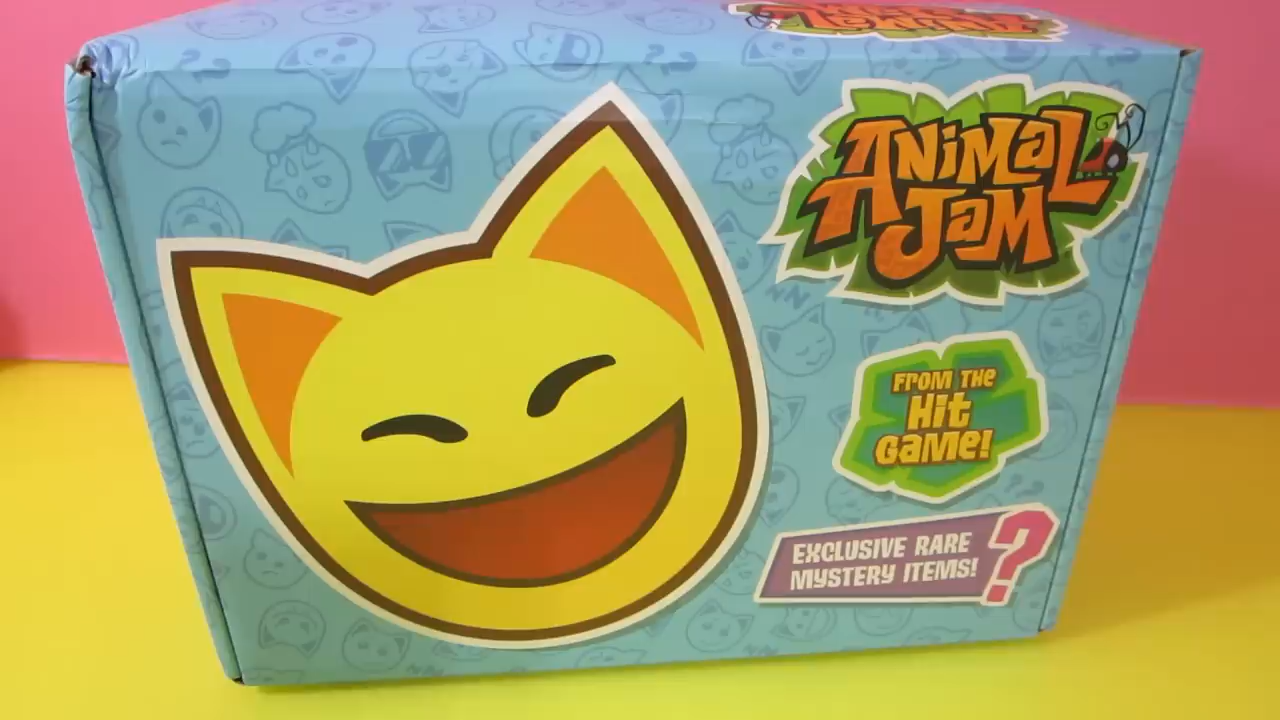 ANIMAL
JAM
FROM THE
HIT
GAME!
EXCLUSIVE RARE
MYSTERY ITEMS!
?